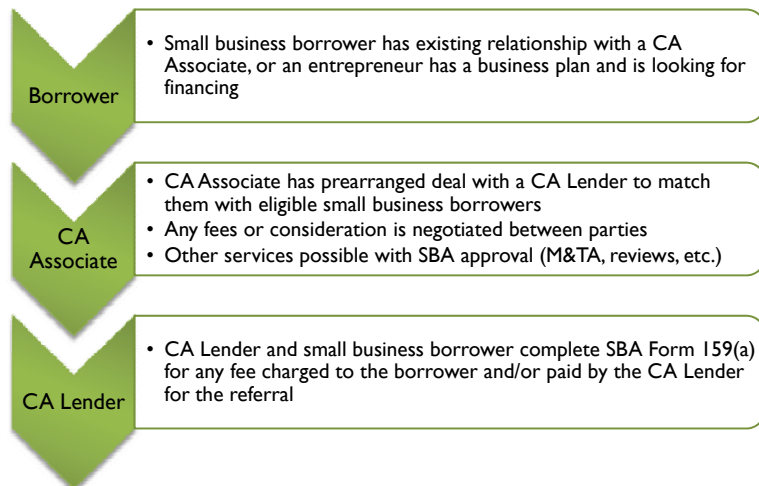 Borrower
• Small business borrower has existing relationship with a CA
Associate, or an entrepreneur has a business plan and is looking for
financing
CA
Associate
• CA Associate has prearranged deal with a CA Lender to match
them with eligible small business borrowers
• Any fees or consideration is negotiated between parties
• Other services possible with SBA approval (M&TA, reviews, etc.)
CA Lender
• CA Lender and small business borrower complete SBA Form 159(a)
for any fee charged to the borrower and/or paid by the CA Lender
for the referral